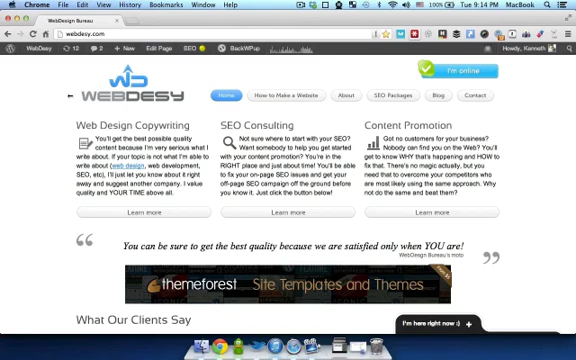 Chrome File Edit View History Bookmarks Window Help 100% Tue 9:14 PM MacBook
WebDesign Bureau
webdesy.com
WebDesy 12 2 + New Edit Page SEO BackWPup Howdy, Kenneth
I'm online
WEBDESY
Home How to Make a Website About SEO Packages Blog Contact
Web Design Copywriting
You'll get the best possible quality
content because I'm very serious at what I
write about. If your topic is not what I'm able to
write about (web design, web development,
SEO, etc), I'll just let you know about it right
away and suggest another company. I value
quality and YOUR TIME above all.
Learn more
SEO Consulting
Not sure where to start with your SEO?
Want somebody to help you get started
with your content promotion? You're in the
RIGHT place and just about time! You'll be able
to fix your on-page SEO issues and get your
off-page SEO campaign off the ground before
you know it. Just click the button below!
Learn more
Content Promotion
Got no customers for your business?
Nobody can find you on the Web? You'll
get to know WHY that's happening and HOW to
fix that. There's no magic actually, but you
need that to overcome your competitors who
are most likely using the same approach. Why
not do the same and beat them?
Learn more
You can be sure to get the best quality because we are satisfied only when YOU are!
WebDesign Bureau's moto
themeforest Site Templates and Themes
What Our Clients Say
I'm here right now :) +